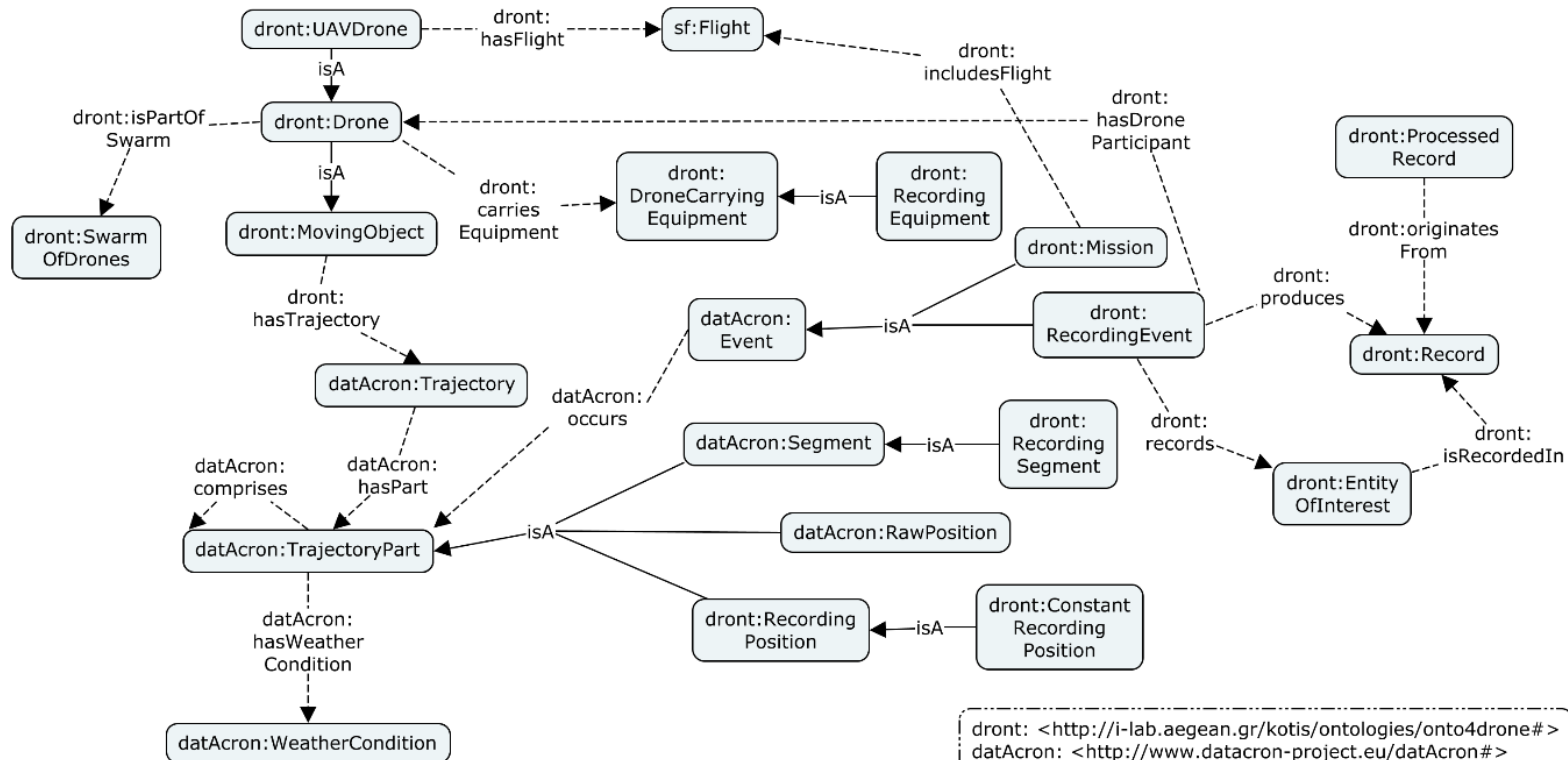 dront:UAVDrone
dront:
hasFlight
sf:Flight
isA
dront:
includesFlight
dront:isPartOf
Swarm
dront:Drone
dront:
hasDrone
Participant
dront:Processed
Record
isA
dront:
carries
Equipment
dront:
DroneCarrying
Equipment
isA
dront:
Recording
Equipment
dront:Swarm
OfDrones
dront:MovingObject
dront:Mission
dront:originates
From
dront:
hasTrajectory
datAcron:
Event
isA
dront:
RecordingEvent
dront:
produces
dront:Record
datAcron:Trajectory
datAcron:
occurs
dront:
records
dront:
isRecordedIn
datAcron:Segment
isA
dront:
Recording
Segment
dront:Entity
OfInterest
datAcron:
comprises
datAcron:
hasPart
datAcron:TrajectoryPart
isA
datAcron:RawPosition
datAcron:
hasWeather
Condition
dront:Recording
Position
isA
dront:Constant
Recording
Position
datAcron:WeatherCondition
dront: <http://i-lab.aegean.gr/kotis/ontologies/onto4drone#>
datAcron: <http://www.datacron-project.eu/datAcron#>